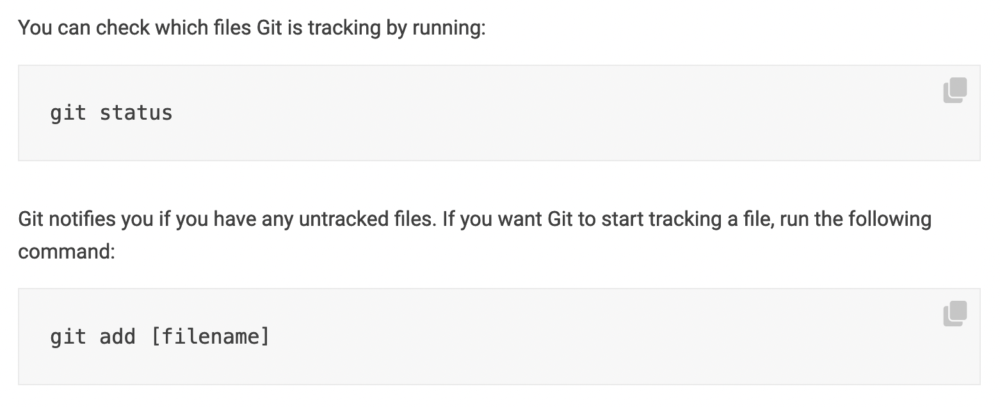 You can check which files Git is tracking by running:
git status
Git notifies you if you have any untracked files. If you want Git to start tracking a file, run the following
command:
git add [filename]